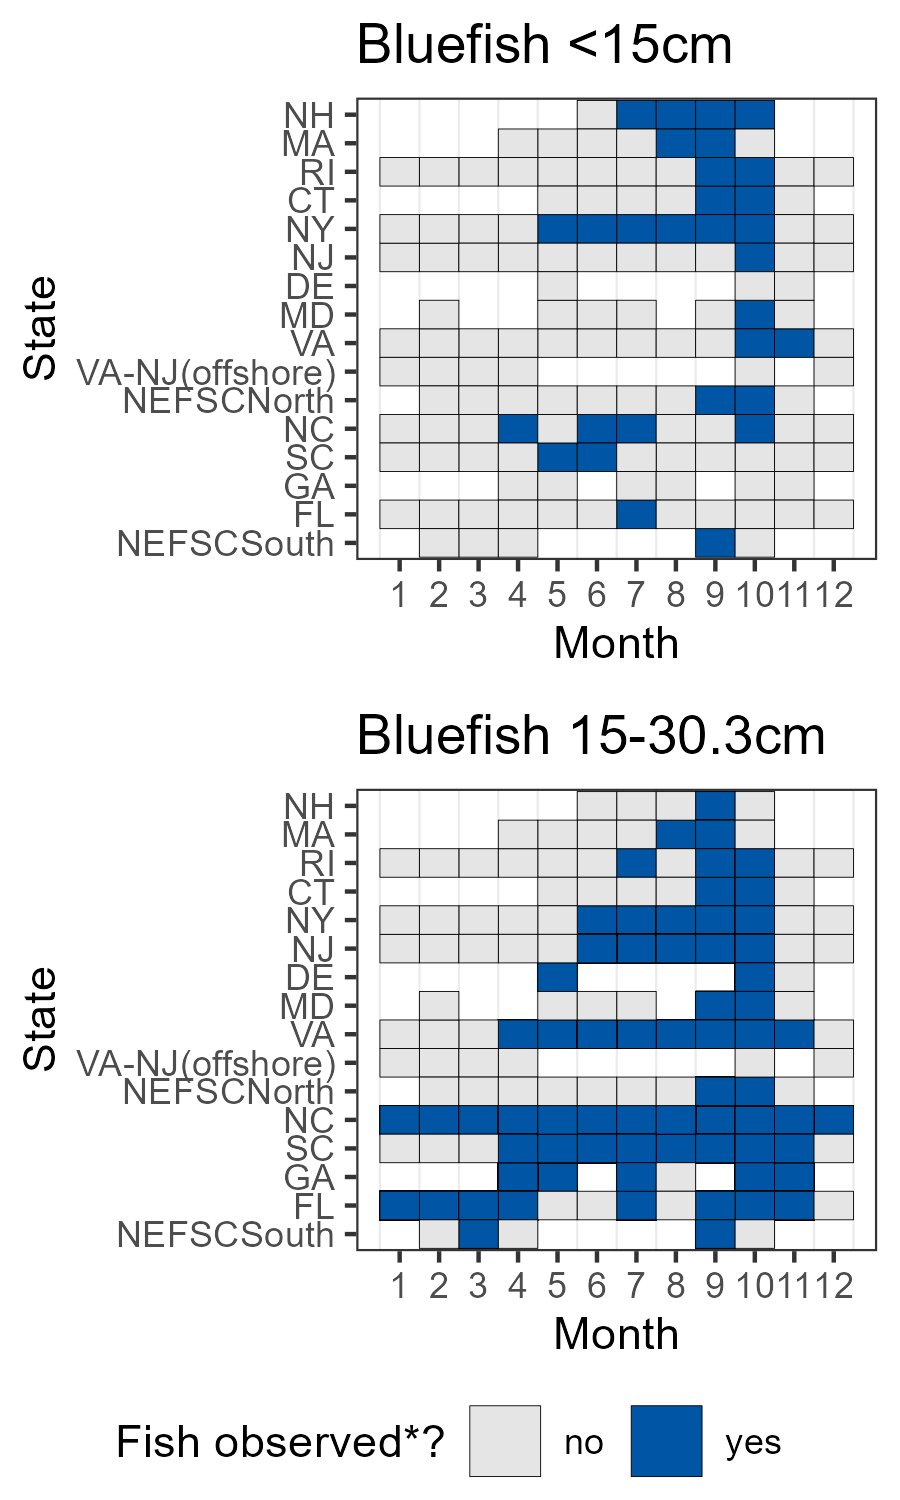 Bluefish <15cm
State
NH
MA
RI
CT
NY
NJ
DE
MD
VA
VA-NJ(offshore)
NEFSCNorth
NC
SC
GA
FL
NEFSCSouth
1 2 3 4 5 6 7 8 9 10 11 12
Month
Bluefish 15-30.3cm
State
NH
MA
RI
CT
NY
NJ
DE
MD
VA
VA-NJ(offshore)
NEFSCNorth
NC
SC
GA
FL
NEFSCSouth
1 2 3 4 5 6 7 8 9 10 11 12
Month
Fish observed*? no yes